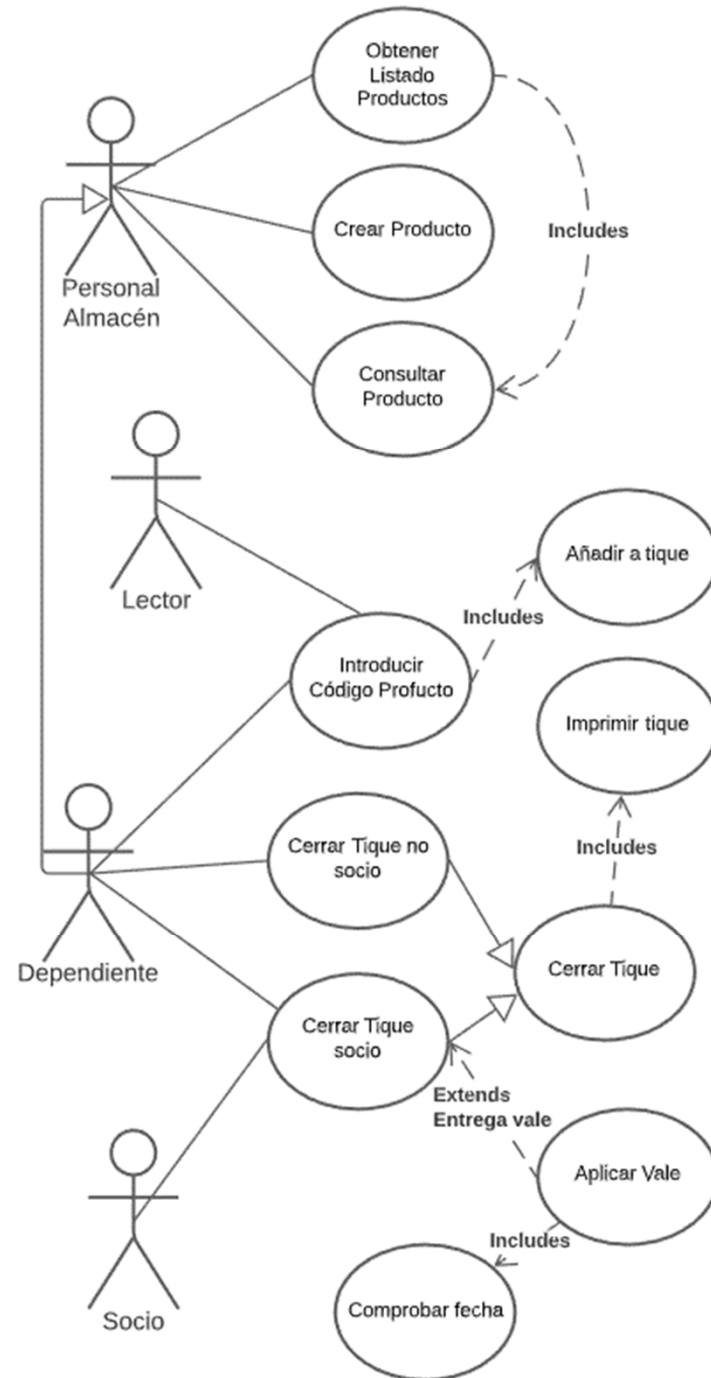 Obtener
Listado
Productos
Crear Producto
Includes
Personal
Almacén
Consultar
Producto
Añadir a tique
Lector
Includes
Introducir
Código Profucto
Imprimir tique
Includes
Cerrar Tique no
socio
Dependiente
Cerrar Tique
Cerrar Tique
socio
Extends
Entrega vale
Aplicar Vale
Includes
Socio
Comprobar fecha